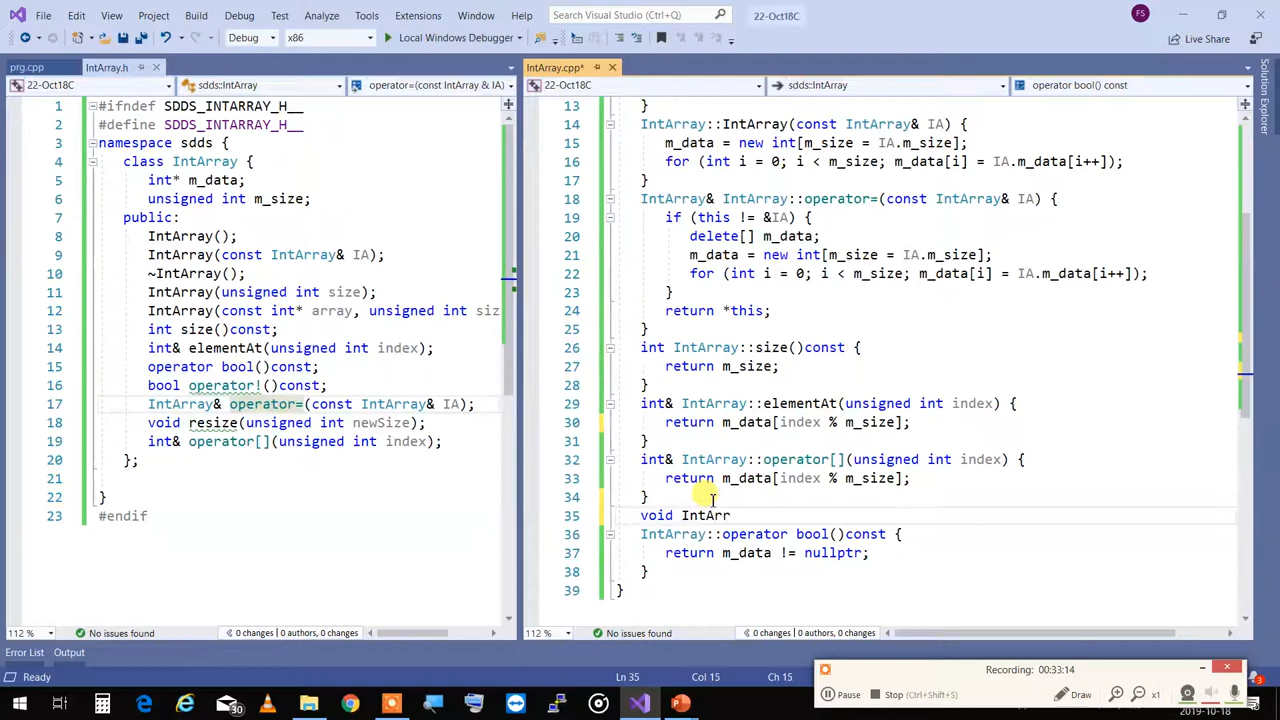 File Edit View Project Build Debug Test Analyze Tools Extensions Window Help Search Visual Studio (Ctrl+Q) 22-Oct18C FS
Debug x86 Local Windows Debugger Live Share
prg.cpp IntArray.h IntArray.cpp*
22-Oct18C sdds::IntArray operator=(const IntArray & IA) 22-Oct18C sdds::IntArray operator bool() const
1 #ifndef SDDS_INTARRAY_H__
2 #define SDDS_INTARRAY_H__
3 namespace sdds {
4 class IntArray {
5 int* m_data;
6 unsigned int m_size;
7 public:
8 IntArray();
9 IntArray(const IntArray& IA);
10 ~IntArray();
11 IntArray(unsigned int size);
12 IntArray(const int* array, unsigned int siz
13 int size()const;
14 int& elementAt(unsigned int index);
15 operator bool()const;
16 bool operator!()const;
17 IntArray& operator=(const IntArray& IA);
18 void resize(unsigned int newSize);
19 int& operator[](unsigned int index);
20 };
21
22 }
23 #endif
13 }
14 IntArray::IntArray(const IntArray& IA) {
15 m_data = new int[m_size = IA.m_size];
16 for (int i = 0; i < m_size; m_data[i] = IA.m_data[i++]);
17 }
18 IntArray& IntArray::operator=(const IntArray& IA) {
19 if (this != &IA) {
20 delete[] m_data;
21 m_data = new int[m_size = IA.m_size];
22 for (int i = 0; i < m_size; m_data[i] = IA.m_data[i++]);
23 }
24 return *this;
25 }
26 int IntArray::size()const {
27 return m_size;
28 }
29 int& IntArray::elementAt(unsigned int index) {
30 return m_data[index % m_size];
31 }
32 int& IntArray::operator[](unsigned int index) {
33 return m_data[index % m_size];
34 }
35 void IntArr
36 IntArray::operator bool()const {
37 return m_data != nullptr;
38 }
39 }
Solution Explorer
112 % No issues found 0 changes | 0 authors, 0 changes
112 % No issues found 0 changes | 0 authors, 0 changes
Error List Output
Ready Ln 35 Col 15 Ch 15
Recording: 00:33:14
Pause Stop (Ctrl+Shift+S) Draw x1
30
3
2019-10-18